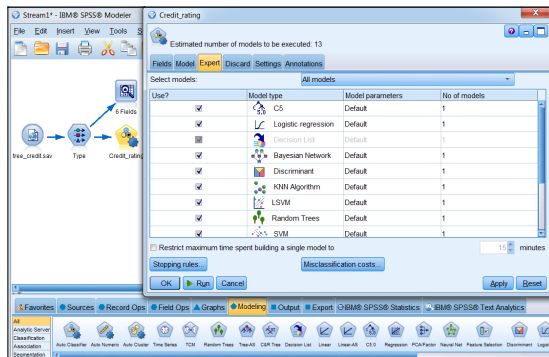 Stream1* - IBM® SPSS® Modeler
File Edit Insert View Tools S
6 Fields
tree_credit.sav
Type
Credit_rating
Credit_rating
Estimated number of models to be executed: 13
Fields Model Expert Discard Settings Annotations
Select models: All models
Use? Model type Model parameters No of models
C5.0 C5 Default 1
Logistic regression Default 1
Decision List Default 1
Bayesian Network Default 1
Discriminant Default 1
KNN Algorithm Default 1
LSVM Default 1
Random Trees Default 1
SVM Default 1
Restrict maximum time spent building a single model to 15 minutes
Stopping rules... Misclassification costs...
OK Run Cancel Apply Reset
Favorites Sources Record Ops Field Ops Graphs Modeling Output Export IBM® SPSS® Statistics IBM® SPSS® Text Analytics
All
Analytic Server
Classification
Association
Segmentation
Auto Classifier Auto Numeric Auto Cluster Time Series TCM Random Trees Tree-AS C&R Tree Decision List Linear Linear-AS C5.0 Regression PCA/Factor Neural Net Feature Selection Discriminant Logist